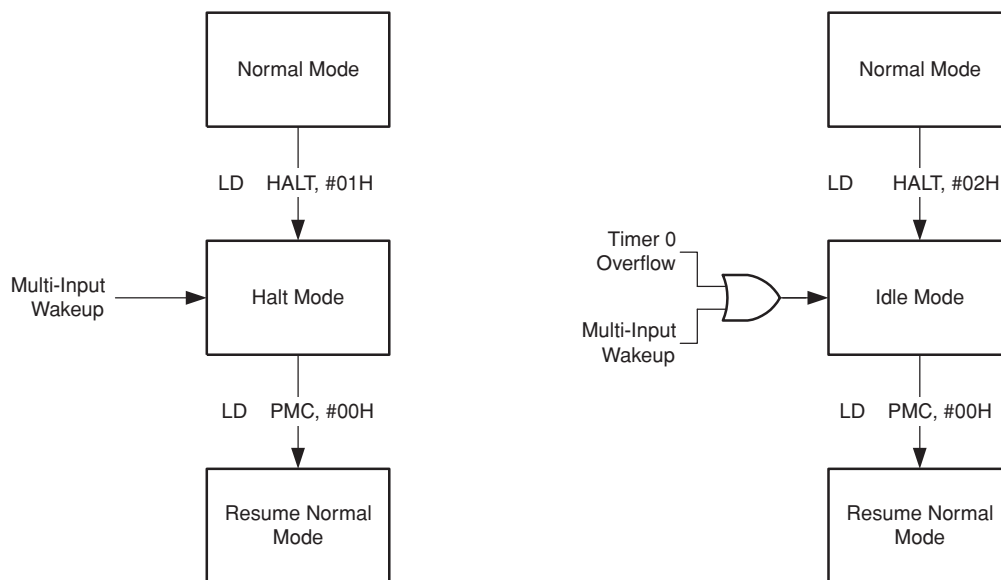 Normal Mode
LD HALT, #01H
Multi-Input
Wakeup
Halt Mode
LD PMC, #00H
Resume Normal
Mode
Normal Mode
LD HALT, #02H
Timer 0
Overflow
Multi-Input
Wakeup
Idle Mode
LD PMC, #00H
Resume Normal
Mode